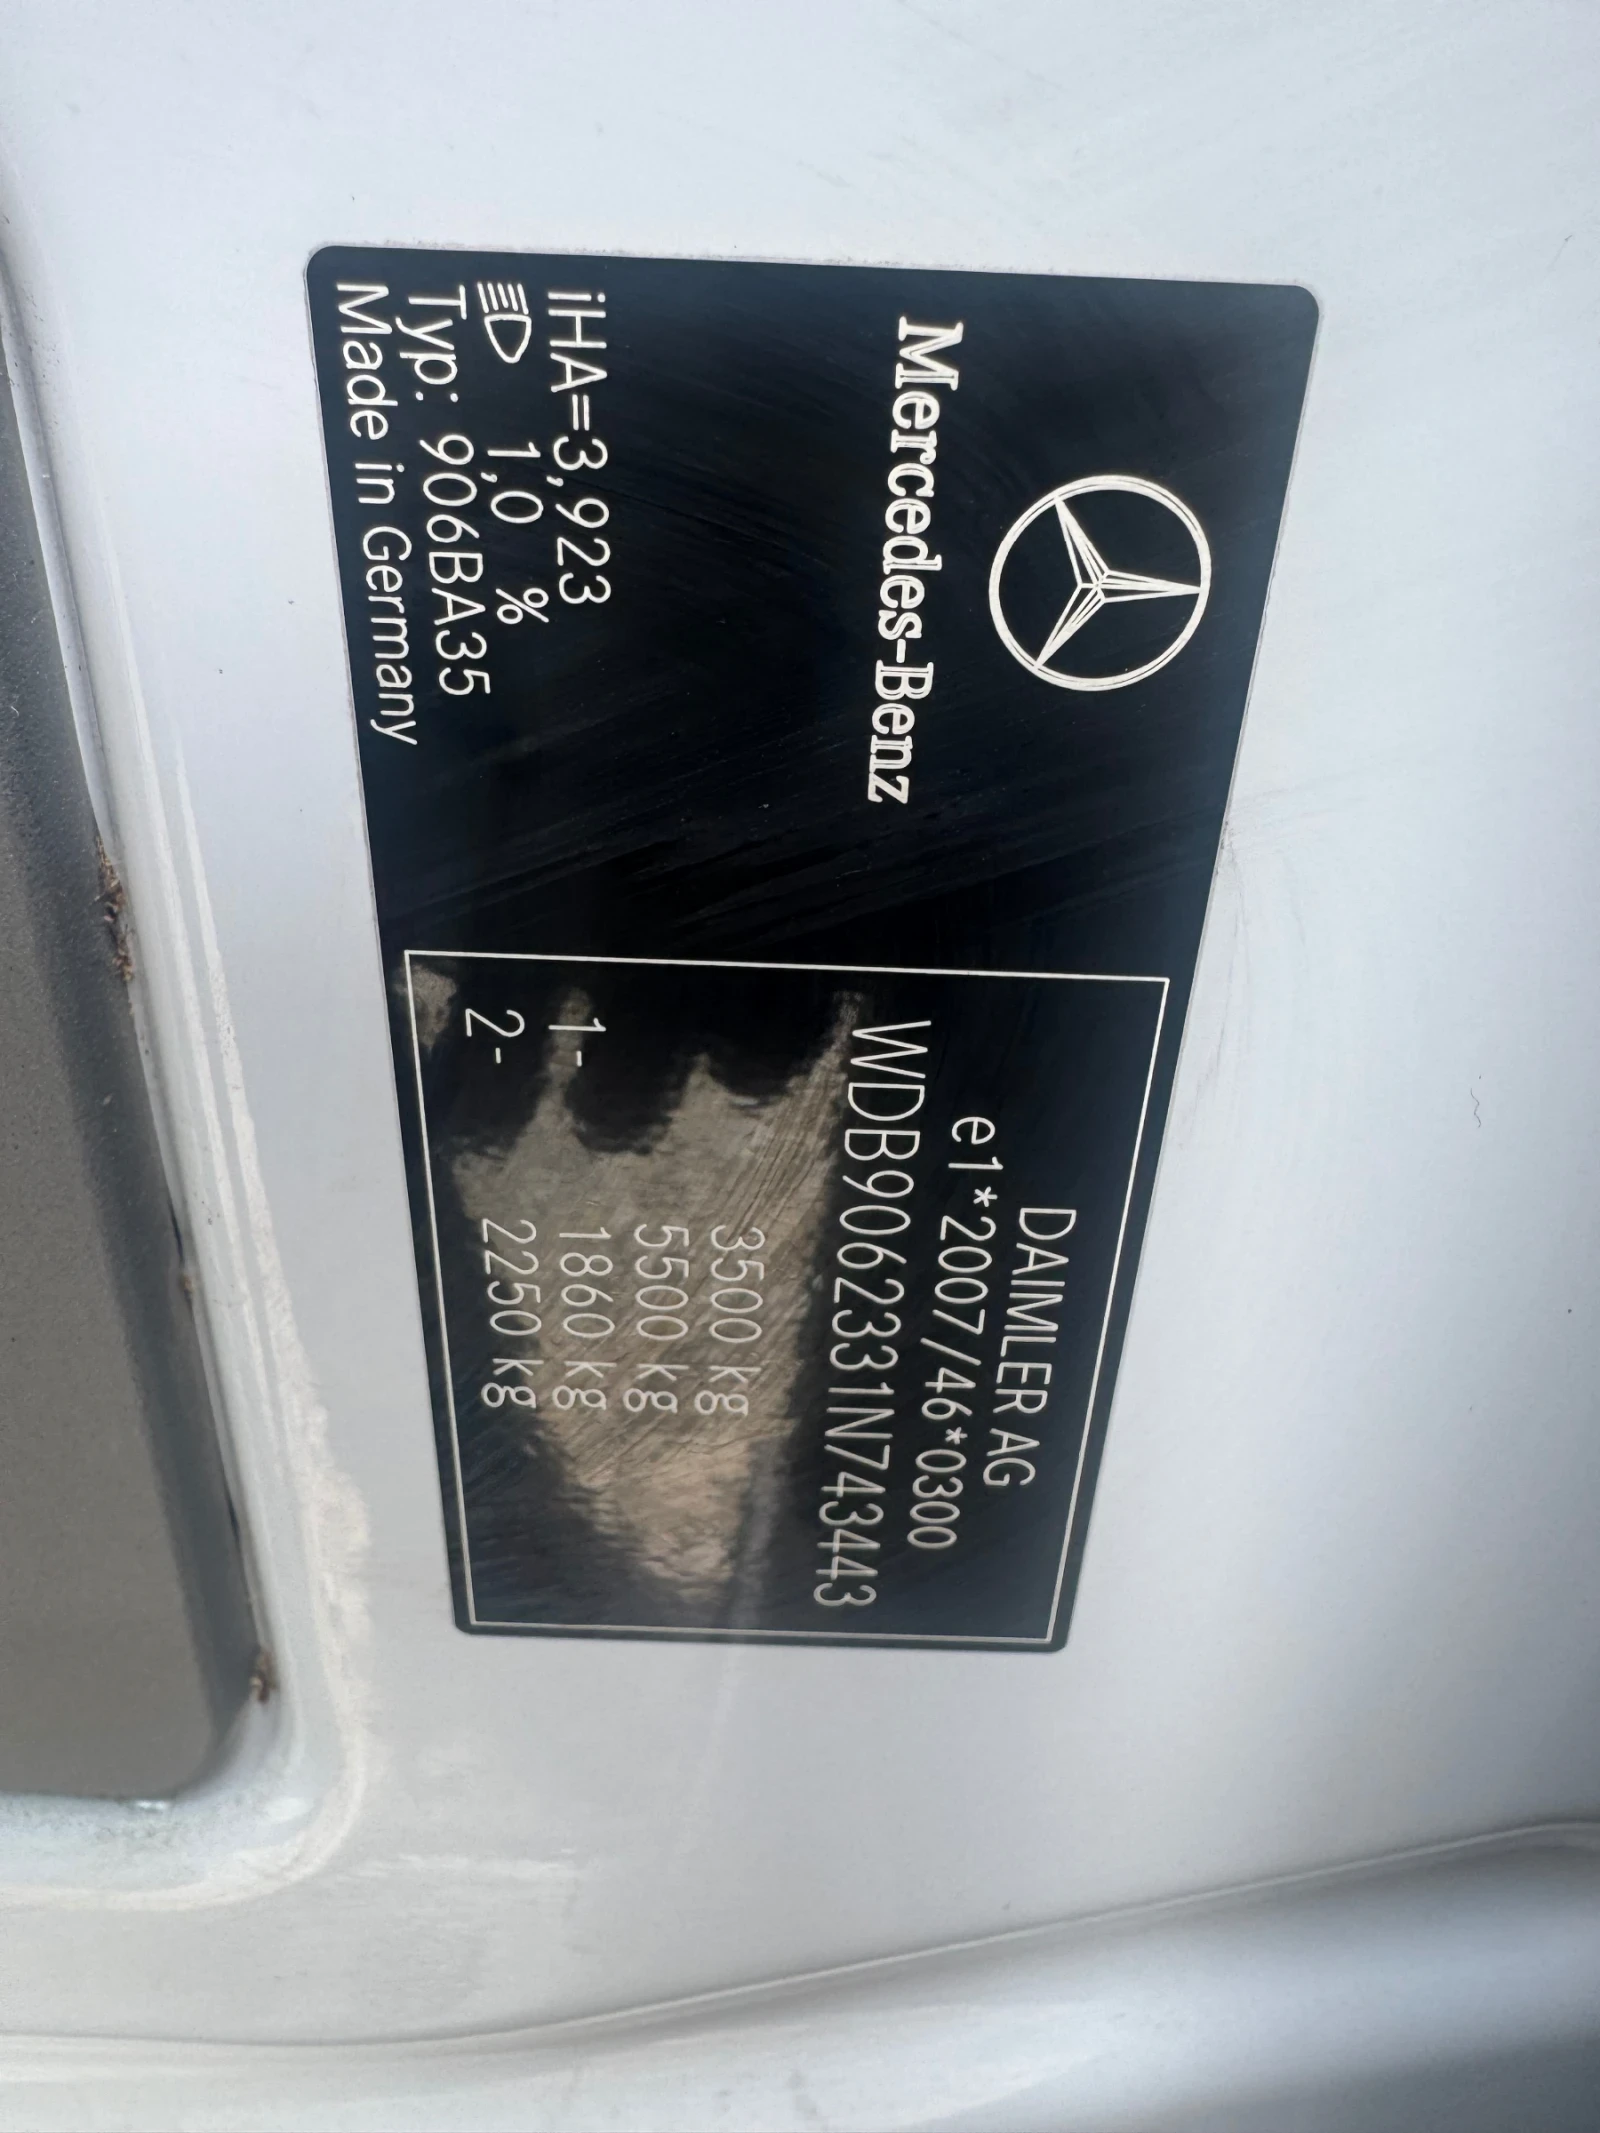 Mercedes-Benz
iHA=3,923
1,0 %
Typ: 906BA35
Made in Germany
DAIMLER AG
e1*2007/46*0300
WDB9062331N743443
3500 kg
5500 kg
1- 1860 kg
2- 2250 kg